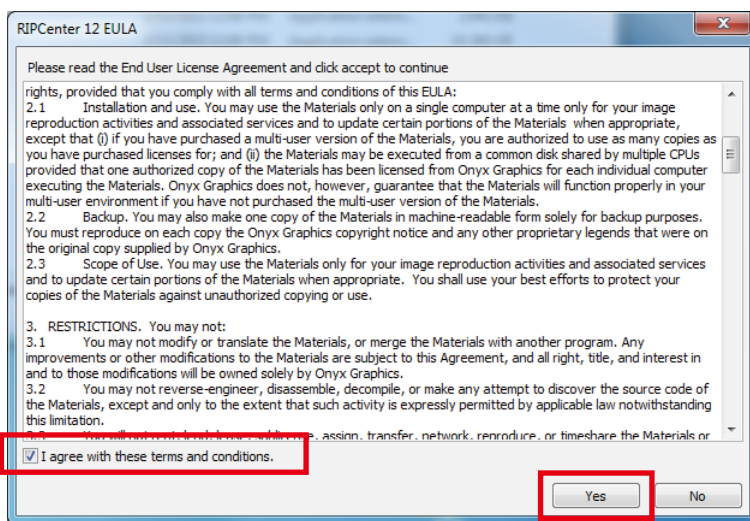 RIPCenter 12 EULA
Please read the End User License Agreement and click accept to continue
rights, provided that you comply with all terms and conditions of this EULA:
2.1 Installation and use. You may use the Materials only on a single computer at a time only for your image
reproduction activities and associated services and to update certain portions of the Materials when appropriate,
except that (i) if you have purchased a multi-user version of the Materials, you are authorized to use as many copies as
you have purchased licenses for; and (ii) the Materials may be executed from a common disk shared by multiple CPUs
provided that one authorized copy of the Materials has been licensed from Onyx Graphics for each individual computer
executing the Materials. Onyx Graphics does not, however, guarantee that the Materials will function properly in your
multi-user environment if you have not purchased the multi-user version of the Materials.
2.2 Backup. You may also make one copy of the Materials in machine-readable form solely for backup purposes.
You must reproduce on each copy the Onyx Graphics copyright notice and any other proprietary legends that were on
the original copy supplied by Onyx Graphics.
2.3 Scope of Use. You may use the Materials only for your image reproduction activities and associated services
and to update certain portions of the Materials when appropriate. You shall use your best efforts to protect your
copies of the Materials against unauthorized copying or use.
3. RESTRICTIONS. You may not:
3.1 You may not modify or translate the Materials, or merge the Materials with another program. Any
improvements or other modifications to the Materials are subject to this Agreement, and all right, title, and interest in
and to those modifications will be owned solely by Onyx Graphics.
3.2 You may not reverse-engineer, disassemble, decompile, or make any attempt to discover the source code of
the Materials, except and only to the extent that such activity is expressly permitted by applicable law notwithstanding
this limitation.
assign, transfer, network, reproduce, or timeshare the Materials or
I agree with these terms and conditions.
Yes
No